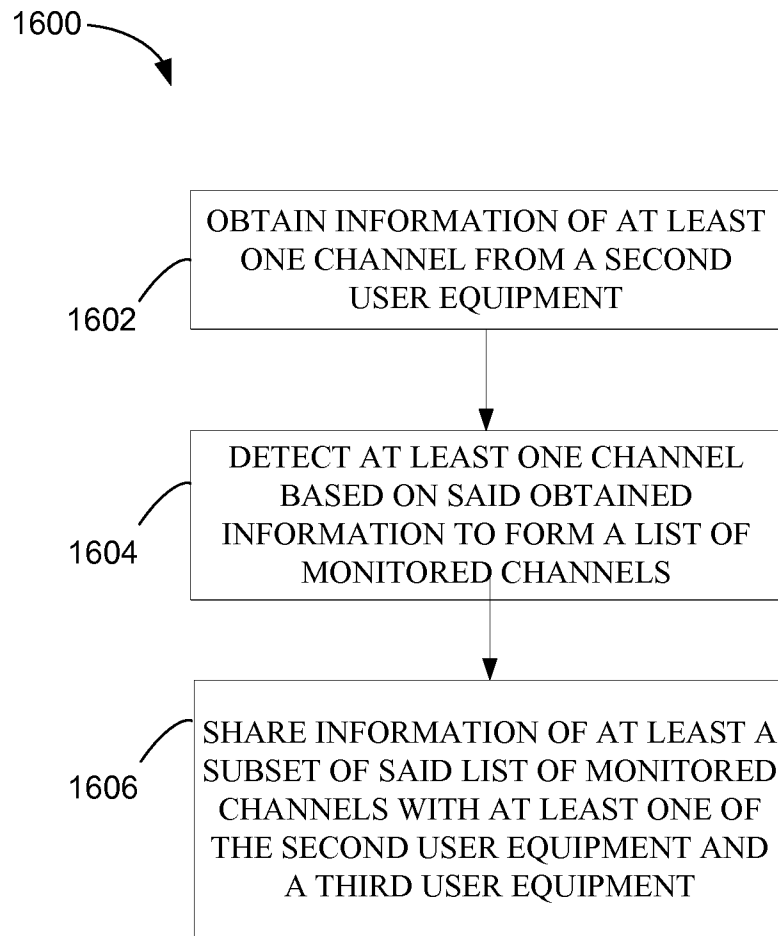 1600
OBTAIN INFORMATION OF AT LEAST
ONE CHANNEL FROM A SECOND
USER EQUIPMENT
1602
DETECT AT LEAST ONE CHANNEL
BASED ON SAID OBTAINED
INFORMATION TO FORM A LIST OF
MONITORED CHANNELS
1604
SHARE INFORMATION OF AT LEAST A
SUBSET OF SAID LIST OF MONITORED
CHANNELS WITH AT LEAST ONE OF
THE SECOND USER EQUIPMENT AND
A THIRD USER EQUIPMENT
1606